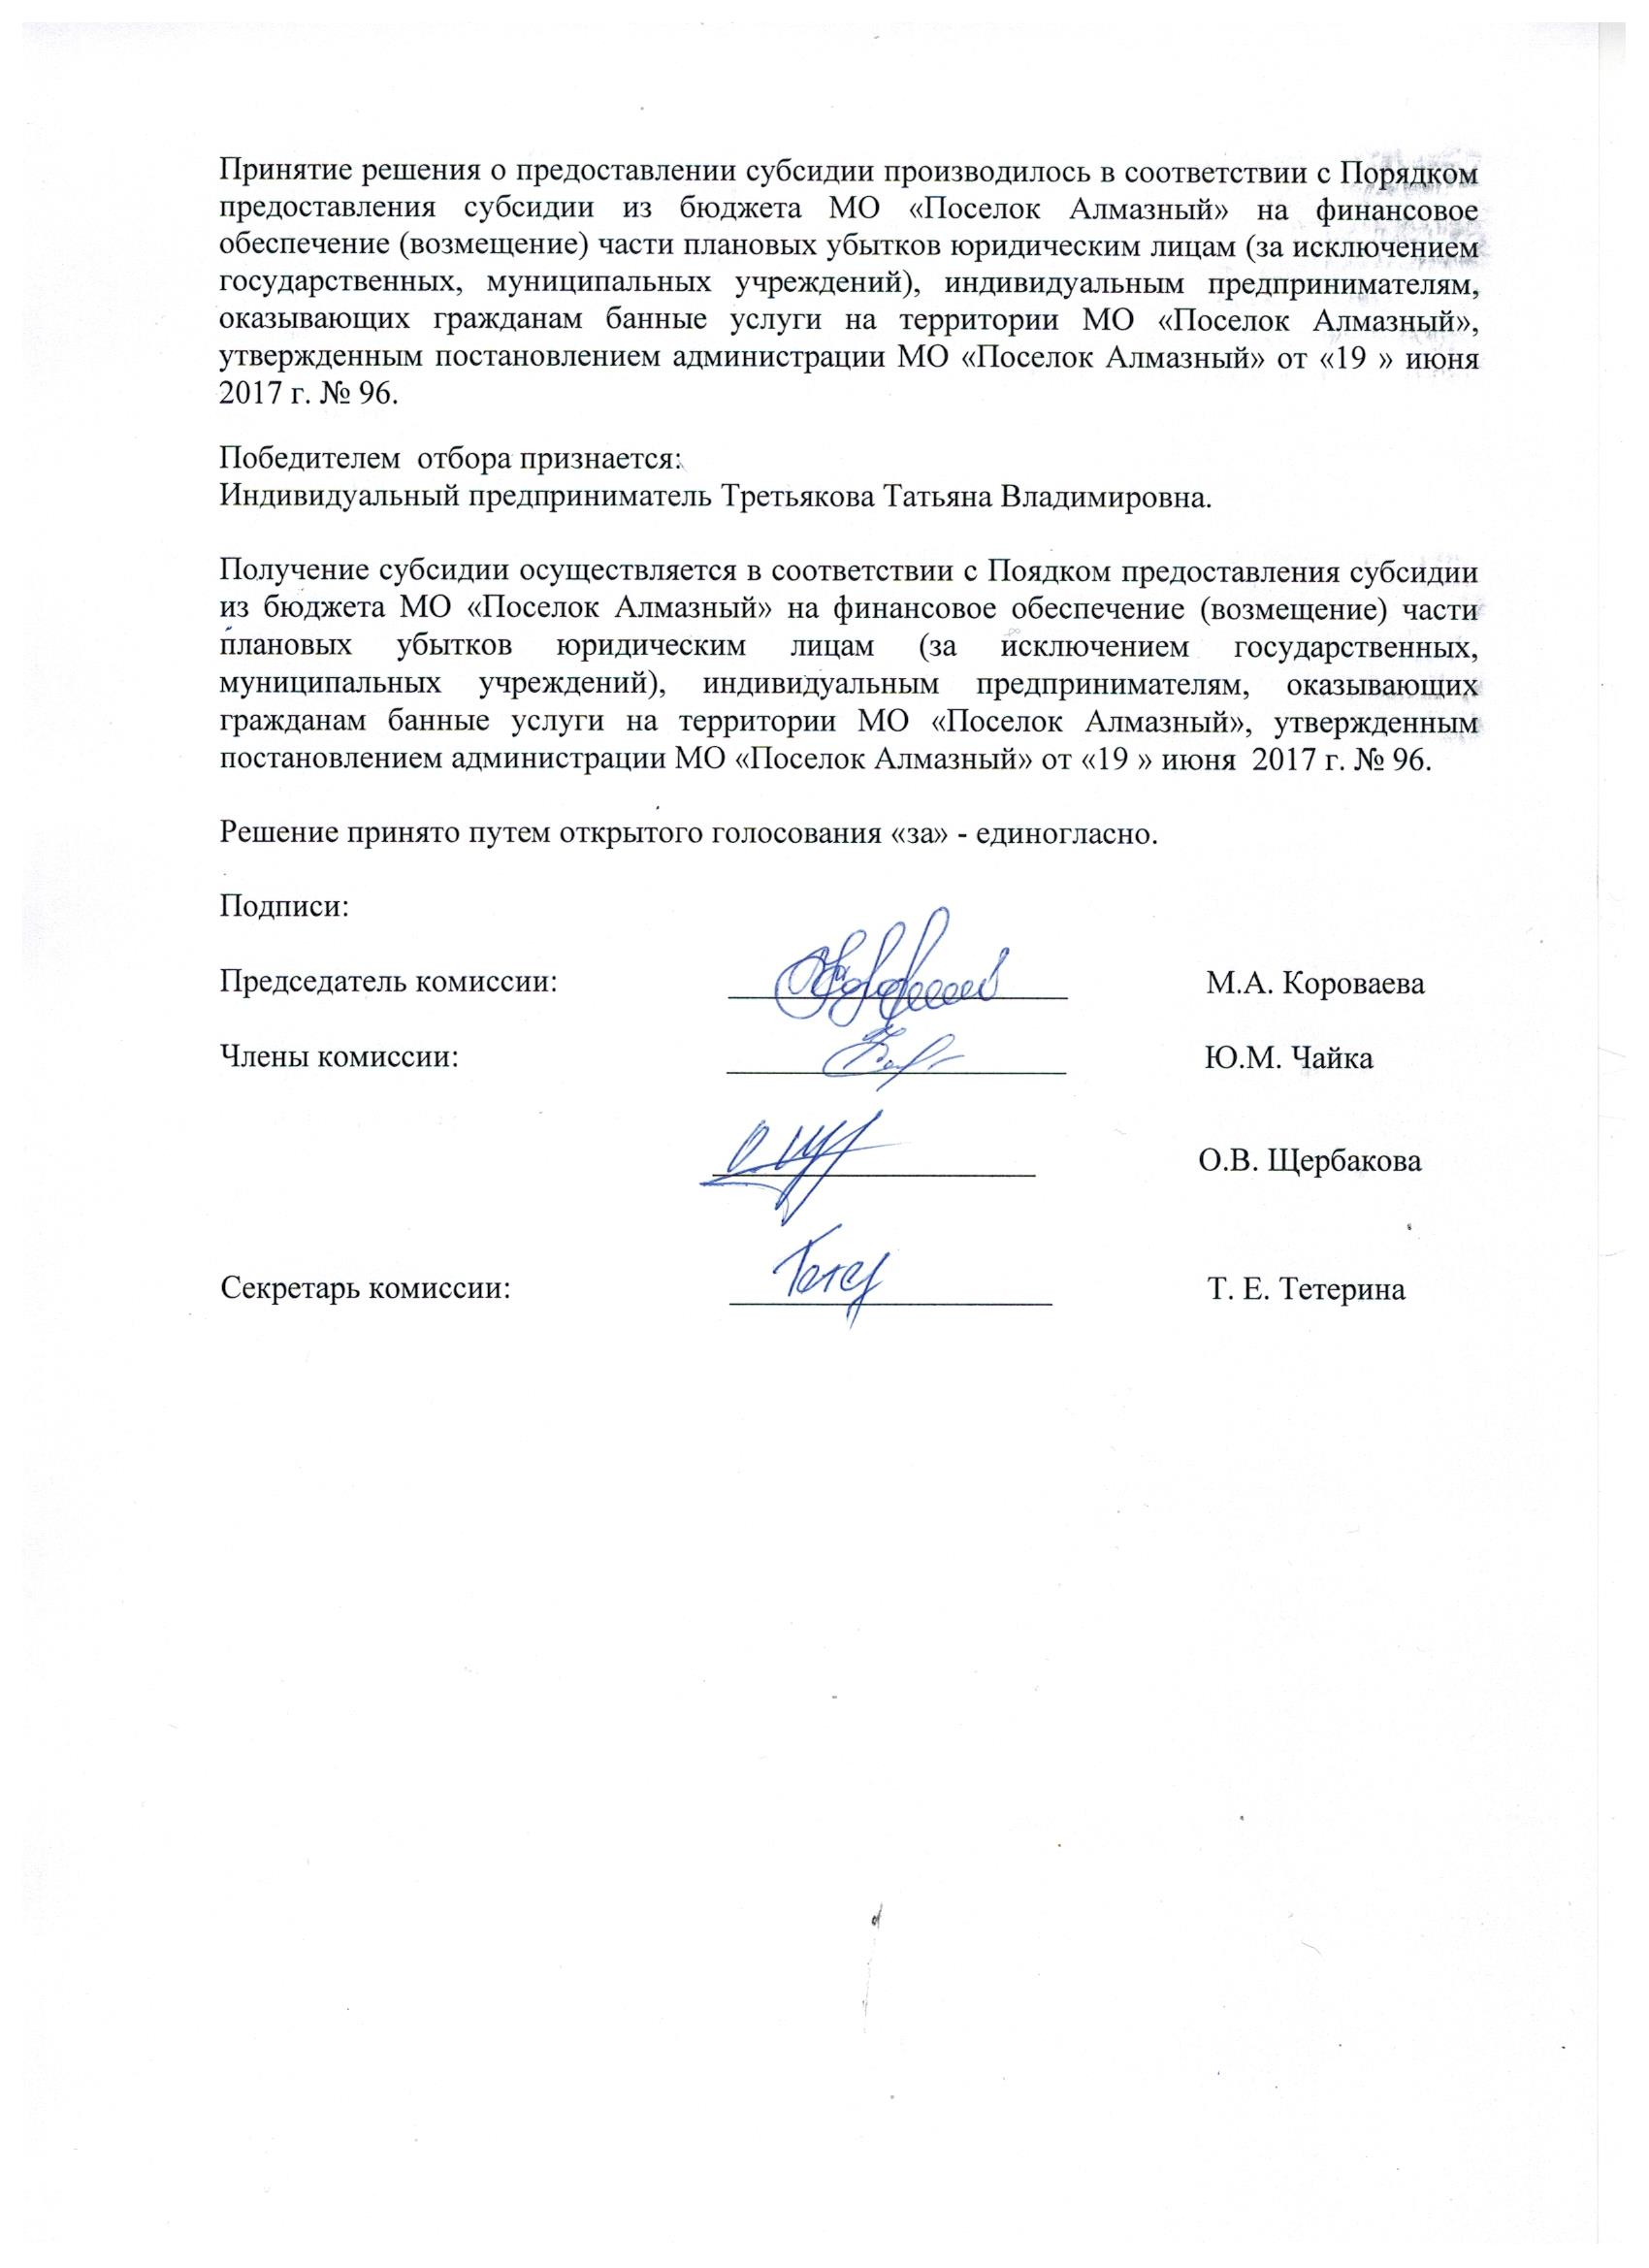 Принятие решения о предоставлении субсидии производилось в соответствии с Порядком
предоставления субсидии из бюджета МО «Поселок Алмазный» на финансовое
обеспечение (возмещение) части плановых убытков юридическим лицам (за исключением
государственных, муниципальных учреждений), индивидуальным предпринимателям,
оказывающих гражданам банные услуги на территории МО «Поселок Алмазный»,
утвержденным постановлением администрации МО «Поселок Алмазный» от «19 » июня
2017 г. № 96.
Победителем отбора признается:
Индивидуальный предприниматель Третьякова Татьяна Владимировна.
Получение субсидии осуществляется в соответствии с Поядком предоставления субсидии
из бюджета МО «Поселок Алмазный» на финансовое обеспечение (возмещение) части
плановых убытков юридическим лицам (за исключением государственных,
муниципальных учреждений), индивидуальным предпринимателям, оказывающих
гражданам банные услуги на территории МО «Поселок Алмазный», утвержденным
постановлением администрации МО «Поселок Алмазный» от «19 » июня 2017 г. № 96.
Решение принято путем открытого голосования «за» - единогласно.
Подписи:
Председатель комиссии: М.А. Короваева
Члены комиссии: Ю.М. Чайка
О.В. Щербакова
Секретарь комиссии: Т. Е. Тетерина